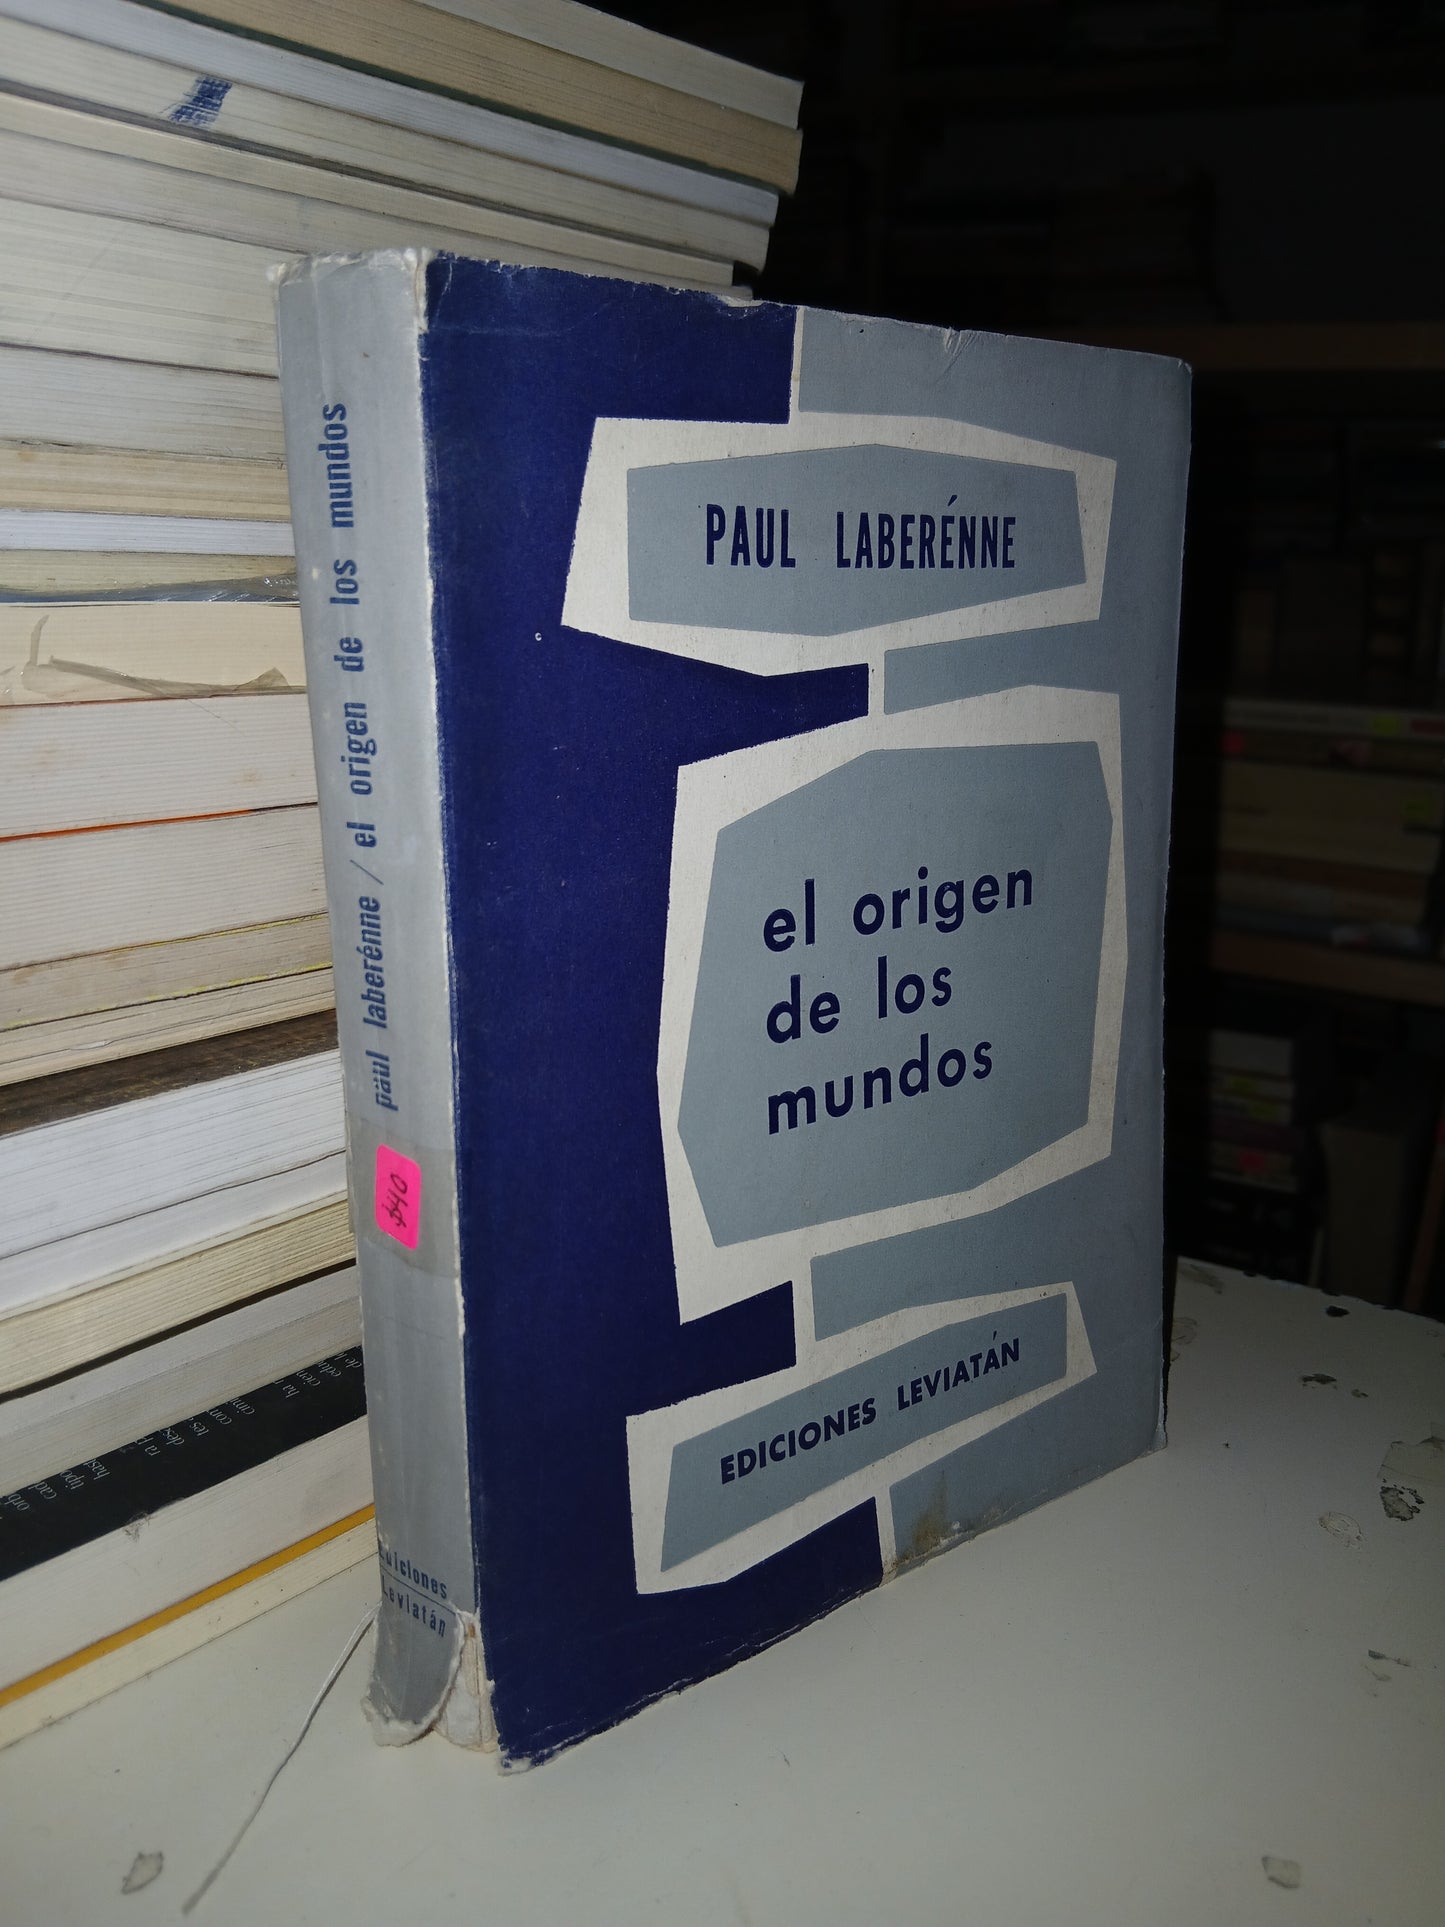 PAUL LABERÉNNE
el origen
de los
mundos
EDICIONES LEVIATÁN
paul laberénne / el origen de los mundos
$40
Ediciones
Leviatán